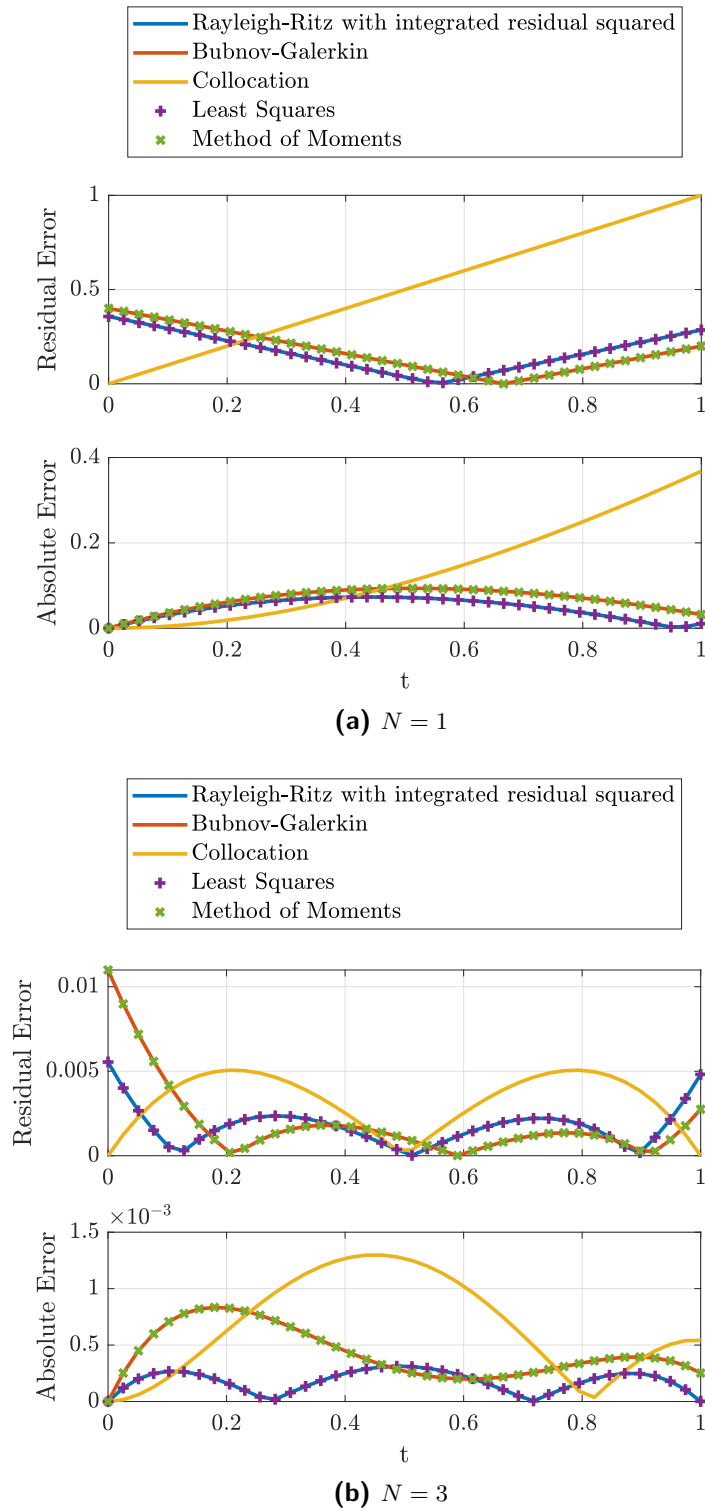 Rayleigh-Ritz with integrated residual squared
Bubnov-Galerkin
Collocation
Least Squares
Method of Moments
Residual Error
1
0.5
0
0 0.2 0.4 0.6 0.8 1
Absolute Error
0.4
0.2
0
0 0.2 0.4 0.6 0.8 1
t
(a) N = 1
Rayleigh-Ritz with integrated residual squared
Bubnov-Galerkin
Collocation
Least Squares
Method of Moments
Residual Error
0.01
0.005
0
0 0.2 0.4 0.6 0.8 1
×10⁻³
Absolute Error
1.5
1
0.5
0
0 0.2 0.4 0.6 0.8 1
t
(b) N = 3